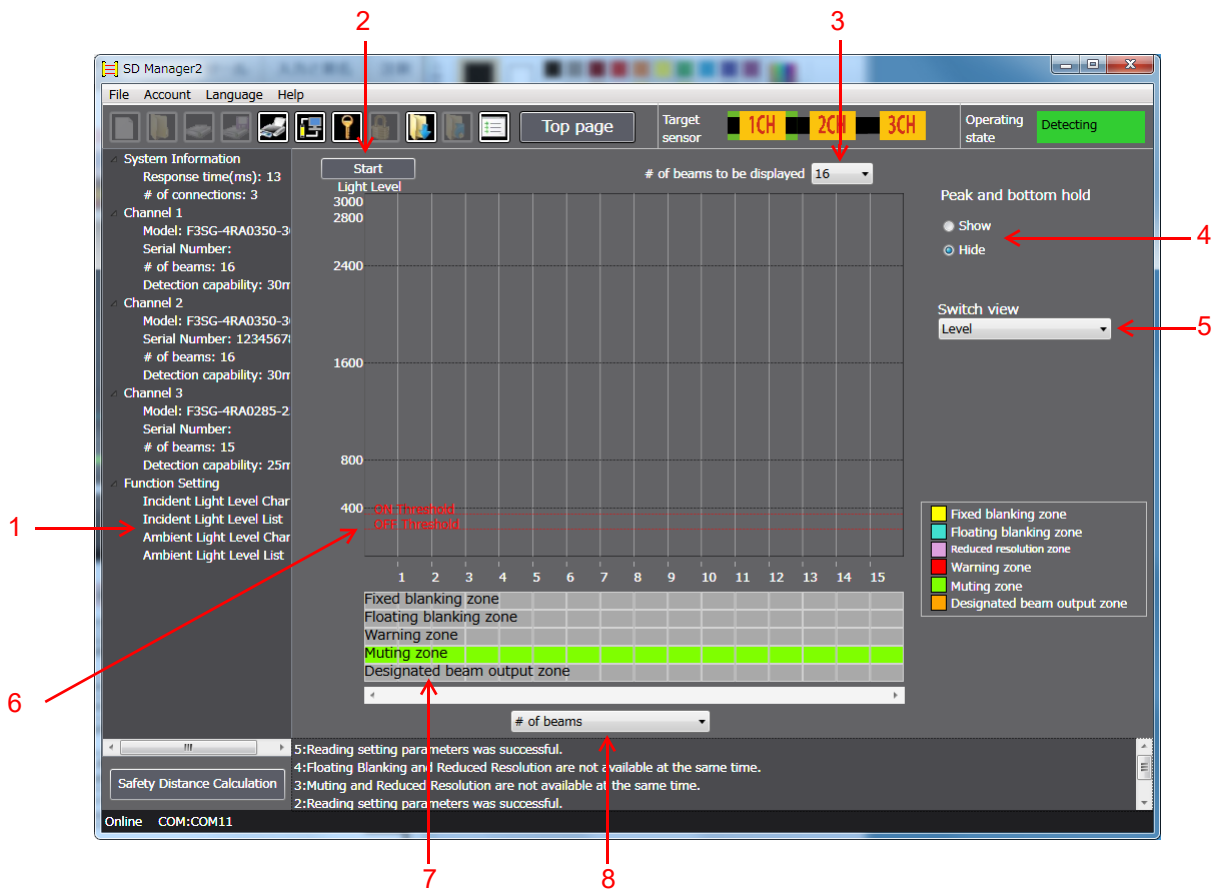 2
3
SD Manager2
File Account Language Help
Top page
Target sensor
1CH
2CH
3CH
Operating state
Detecting
System Information
Response time(ms): 13
# of connections: 3
Channel 1
Model: F3SG-4RA0350-3
Serial Number:
# of beams: 16
Detection capability: 30m
Channel 2
Model: F3SG-4RA0350-3
Serial Number: 1234567
# of beams: 16
Detection capability: 30m
Channel 3
Model: F3SG-4RA0285-2
Serial Number:
# of beams: 15
Detection capability: 25m
Function Setting
Incident Light Level Char
Incident Light Level List
Ambient Light Level Char
Ambient Light Level List
1
6
Start
# of beams to be displayed 16
Light Level
3000
2800
2400
1600
800
400
ON Threshold
OFF Threshold
1 2 3 4 5 6 7 8 9 10 11 12 13 14 15
Fixed blanking zone
Floating blanking zone
Warning zone
Muting zone
Designated beam output zone
# of beams
Peak and bottom hold
Show
Hide
4
Switch view
Level
5
Fixed blanking zone
Floating blanking zone
Reduced resolution zone
Warning zone
Muting zone
Designated beam output zone
5:Reading setting parameters was successful.
4:Floating Blanking and Reduced Resolution are not available at the same time.
3:Muting and Reduced Resolution are not available at the same time.
2:Reading setting parameters was successful.
Safety Distance Calculation
Online COM:COM11
7
8